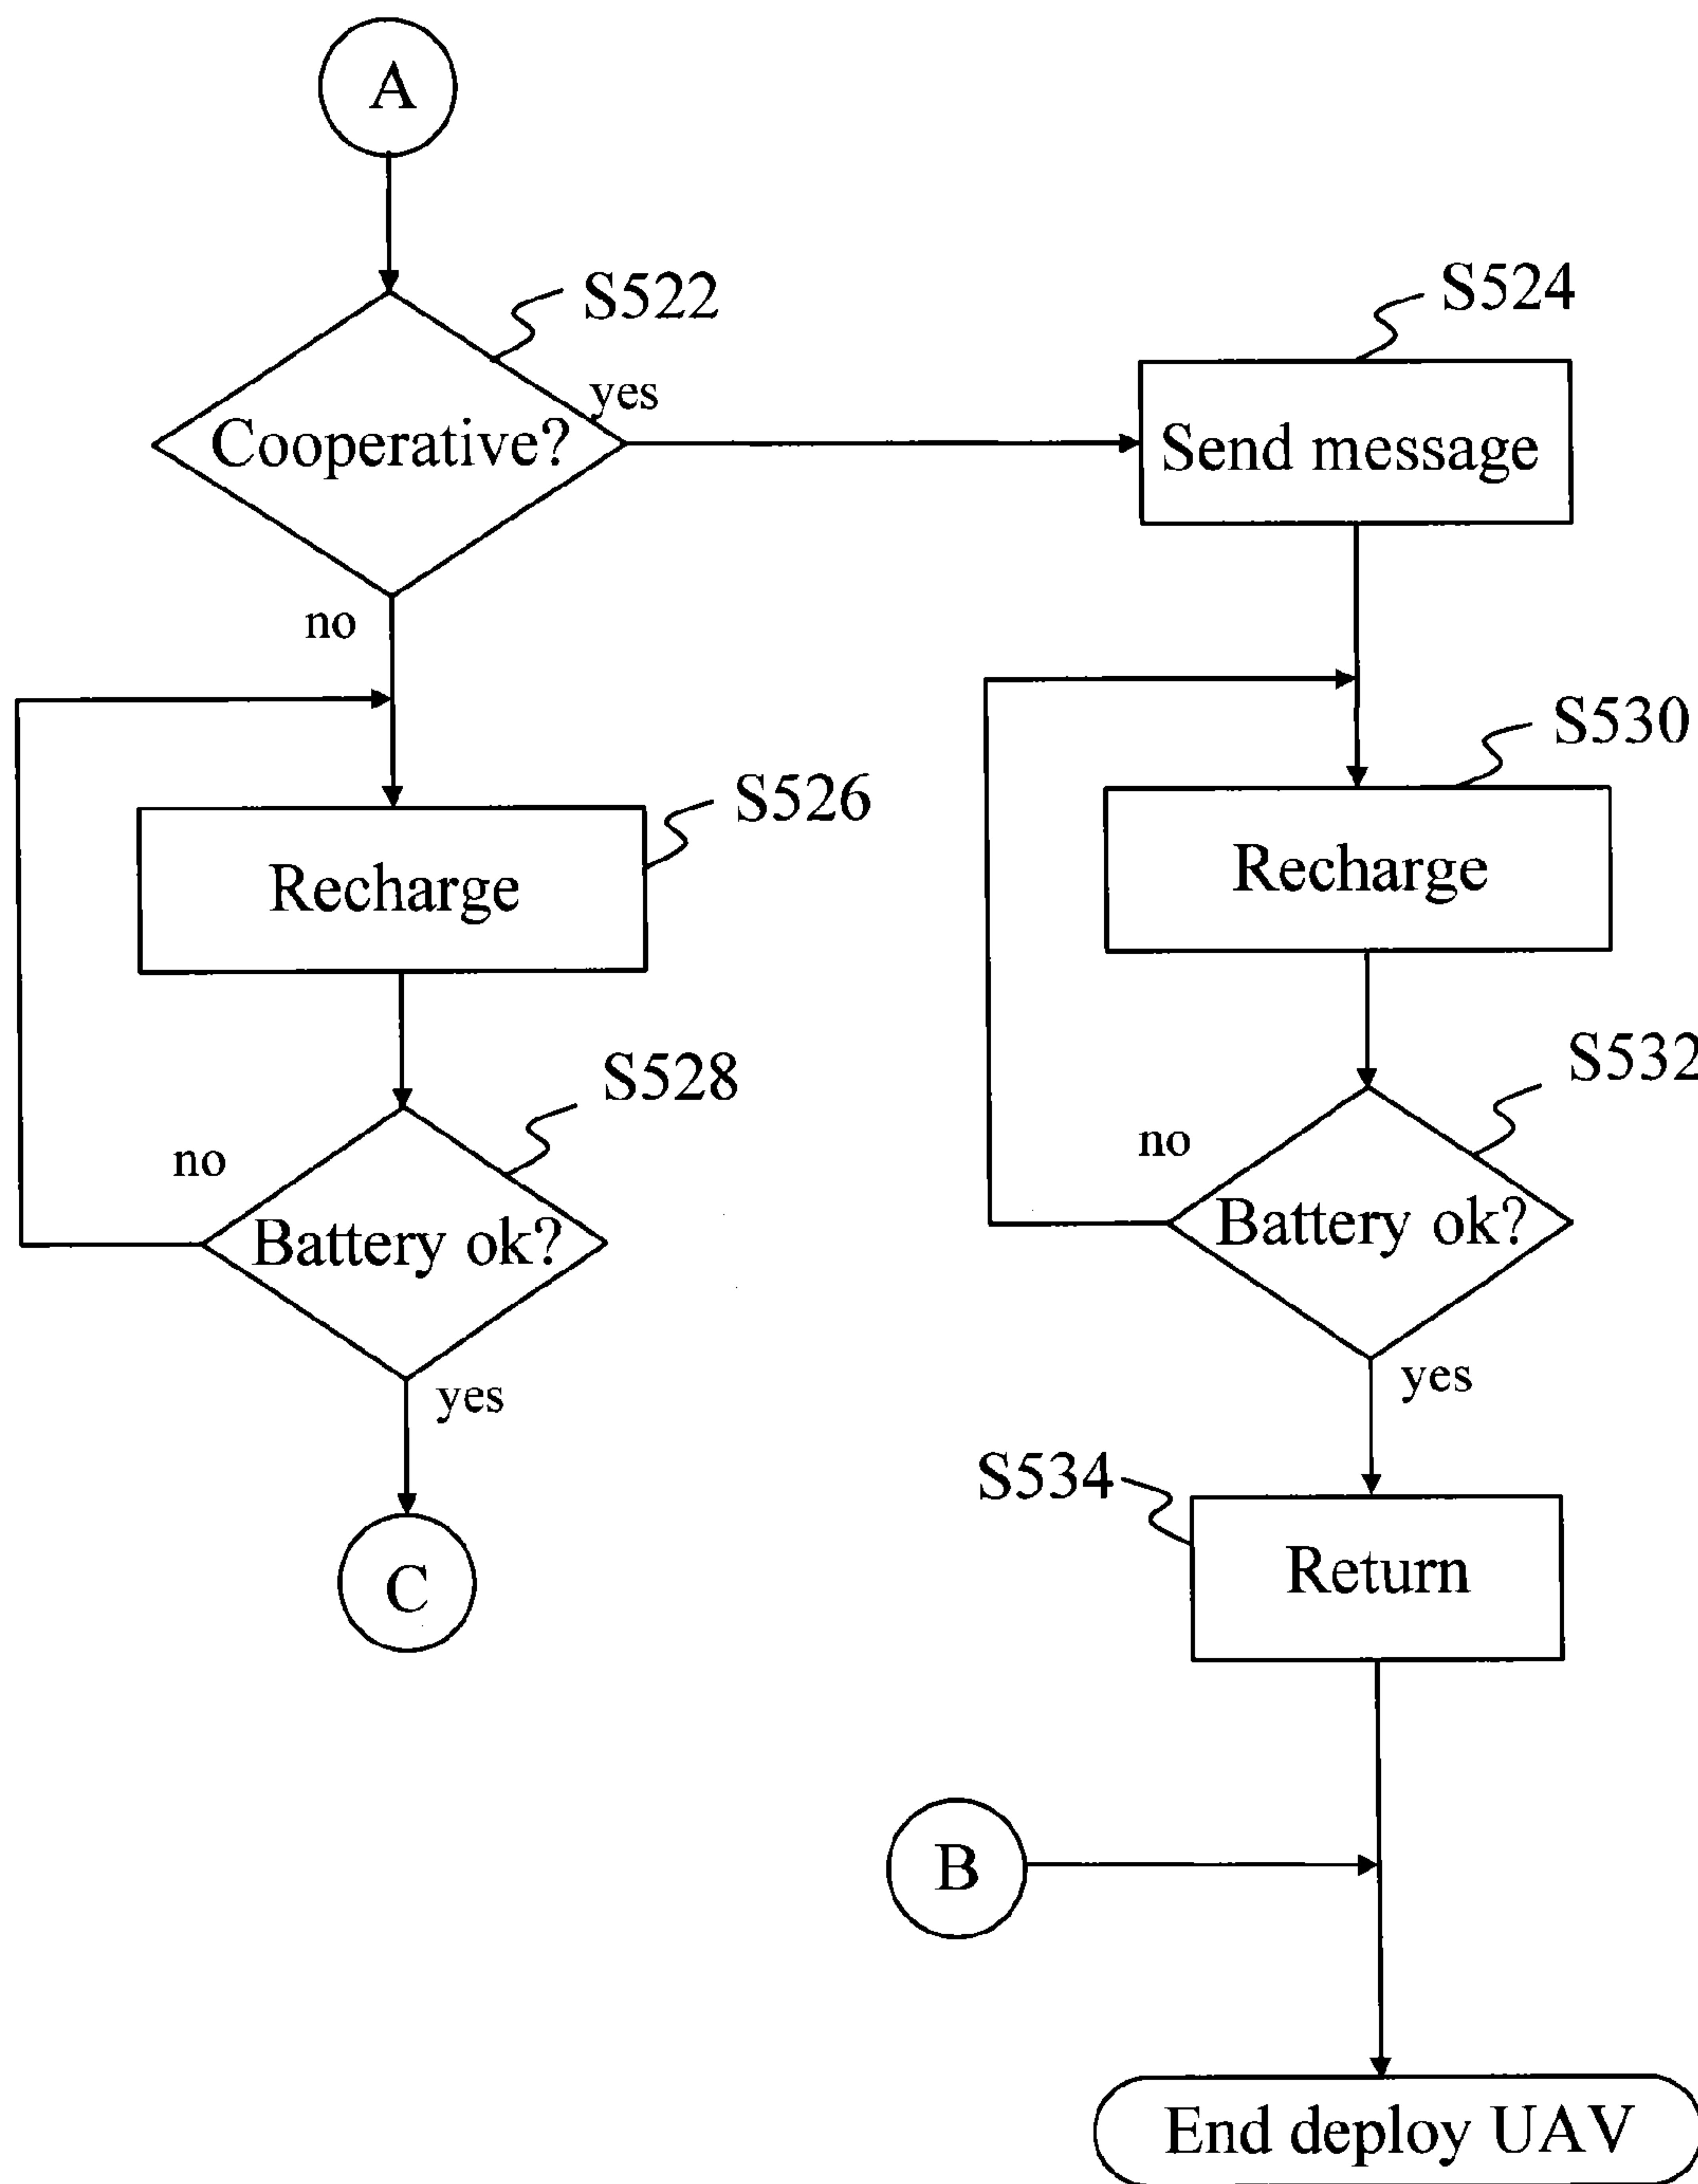 A
S522
S524
yes
Cooperative?
Send message
no
S530
S526
Recharge
Recharge
S532
S528
no
no
Battery ok?
Battery ok?
yes
yes
S534
Return
C
B
End deploy UAV